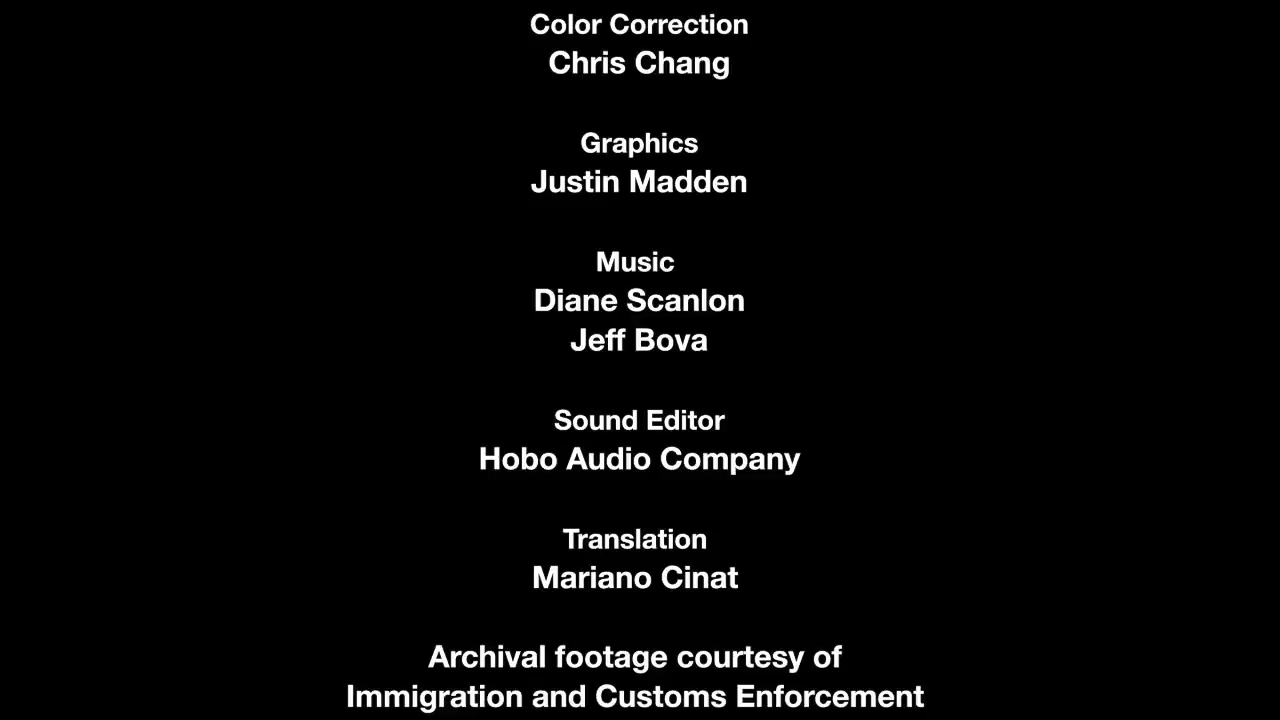 Color Correction
Chris Chang
Graphics
Justin Madden
Music
Diane Scanlon
Jeff Bova
Sound Editor
Hobo Audio Company
Translation
Mariano Cinat
Archival footage courtesy of
Immigration and Customs Enforcement